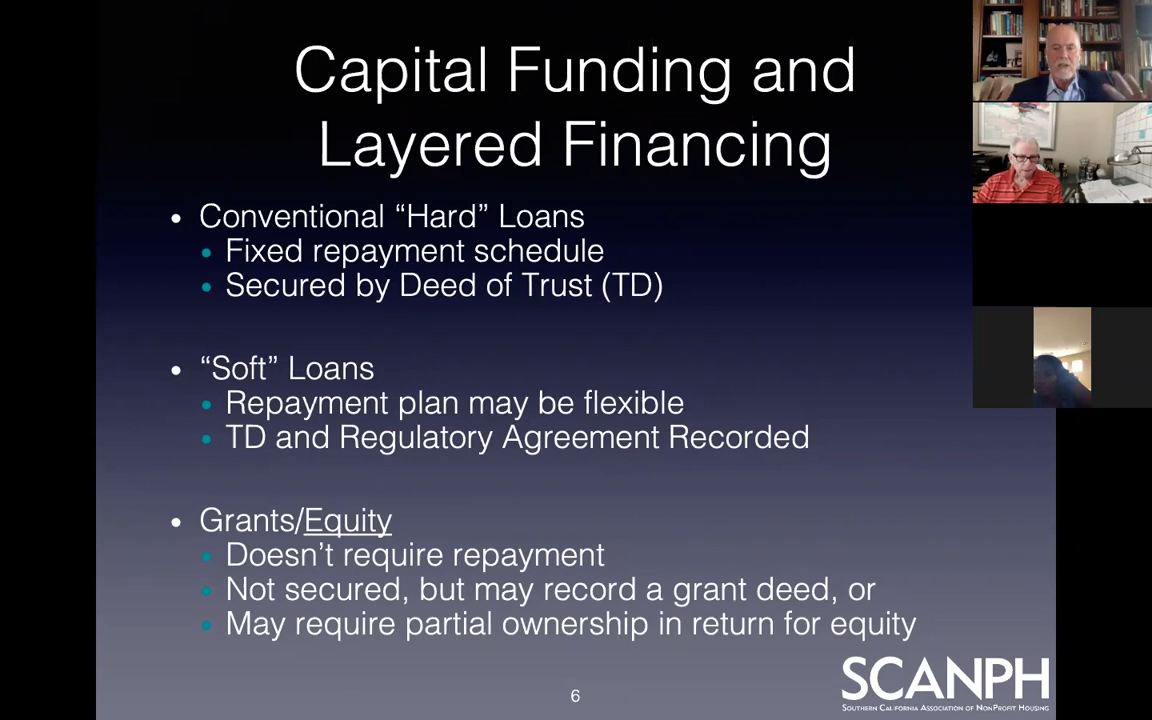 Capital Funding and
Layered Financing
• Conventional “Hard” Loans
• Fixed repayment schedule
• Secured by Deed of Trust (TD)
• “Soft” Loans
• Repayment plan may be flexible
• TD and Regulatory Agreement Recorded
• Grants/Equity
• Doesn’t require repayment
• Not secured, but may record a grant deed, or
• May require partial ownership in return for equity
SCANPH
Southern California Association of NonProfit Housing
6